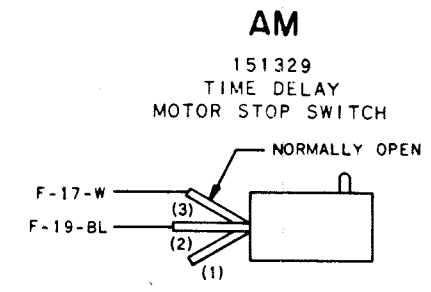 AM
151329
TIME DELAY
MOTOR STOP SWITCH
NORMALLY OPEN
F-17-W
(3)
F-19-BL
(2)
(1)